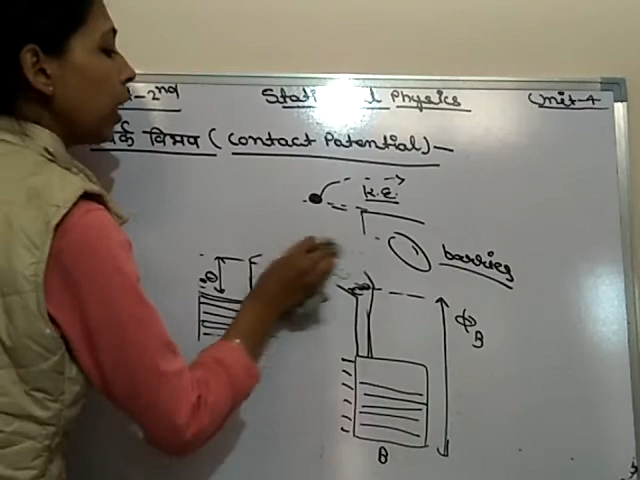 2nd Physics Unit-4
विभव ( Contact Potential) —
K.E.
barrier
ΦB
B